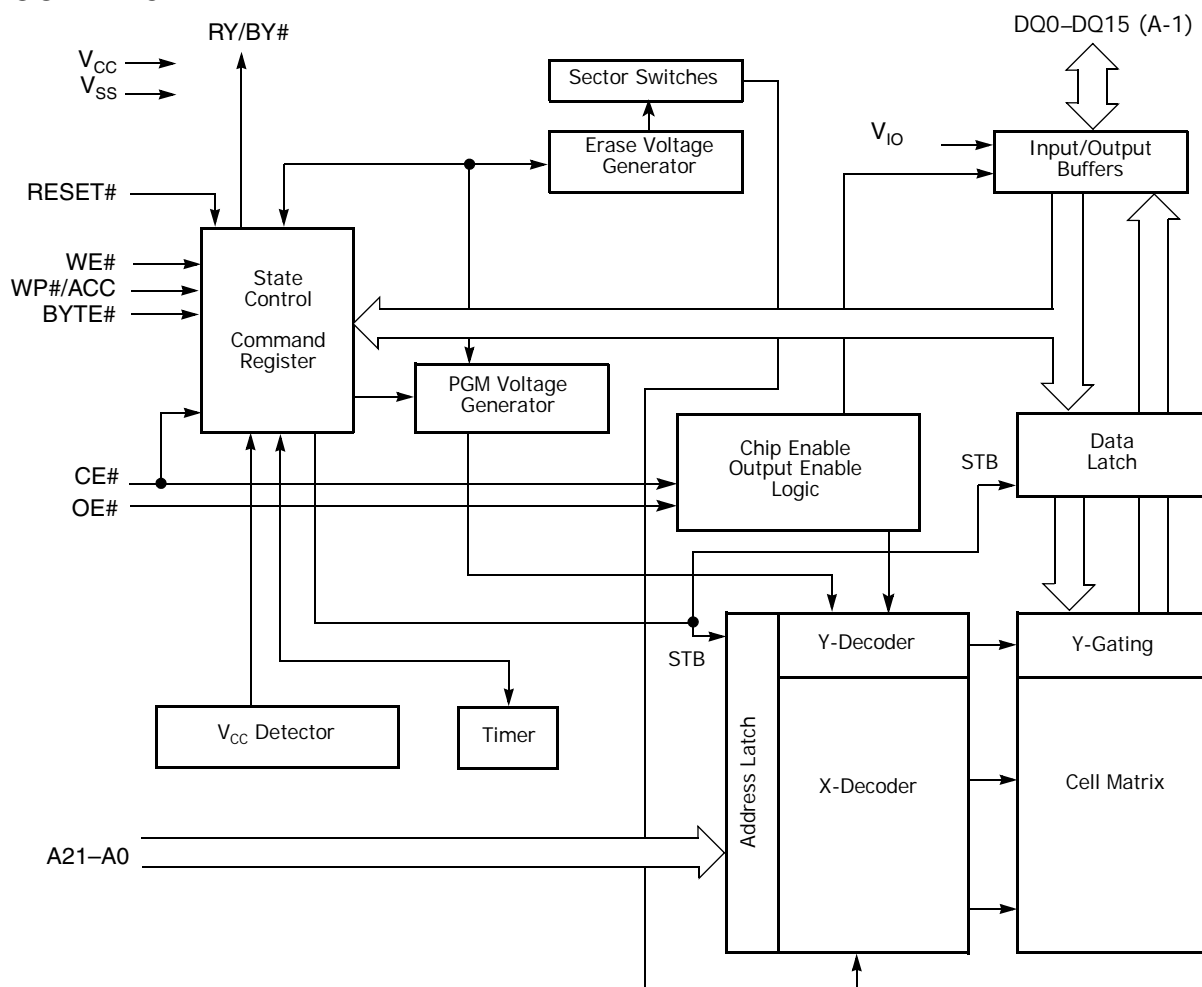 RY/BY#
DQ0–DQ15 (A-1)
VCC
VSS
Sector Switches
Erase Voltage
Generator
VIO
Input/Output
Buffers
RESET#
WE#
WP#/ACC
BYTE#
State
Control
Command
Register
PGM Voltage
Generator
CE#
OE#
Chip Enable
Output Enable
Logic
STB
Data
Latch
STB
Address Latch
Y-Decoder
Y-Gating
VCC Detector
Timer
X-Decoder
Cell Matrix
A21–A0